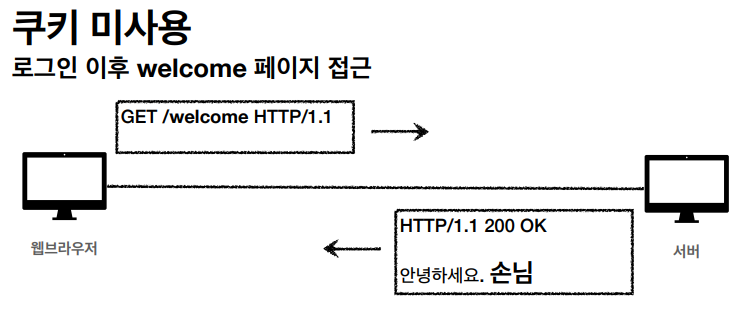 쿠키 미사용
로그인 이후 welcome 페이지 접근
GET /welcome HTTP/1.1
웹브라우저
HTTP/1.1 200 OK
안녕하세요. 손님
서버